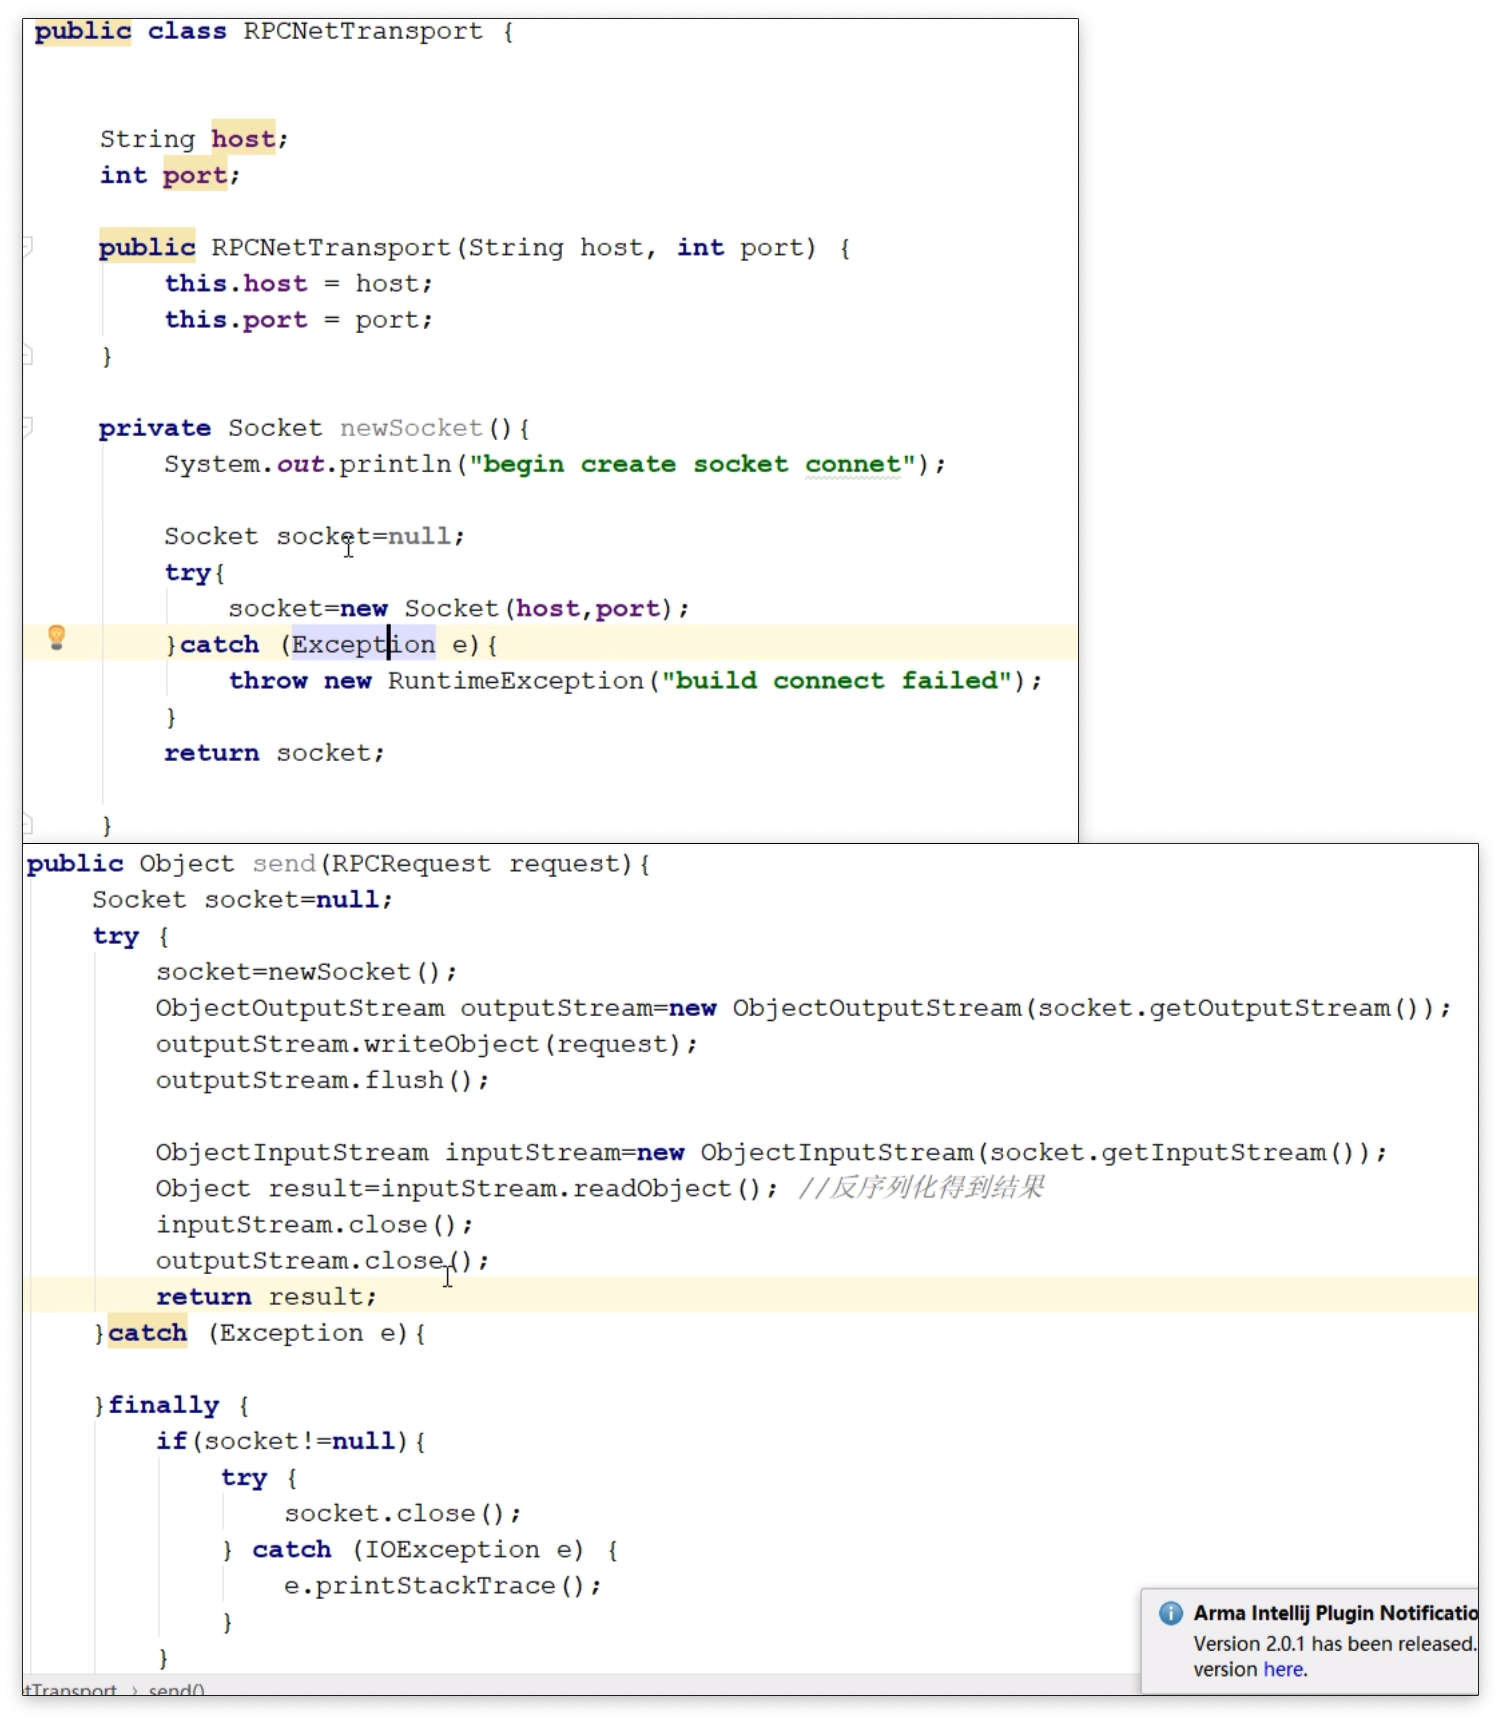 public class RPCNetTransport {
String host;
int port;
public RPCNetTransport(String host, int port) {
this.host = host;
this.port = port;
}
private Socket newSocket(){
System.out.println("begin create socket connet");
Socket socket=null;
try{
socket=new Socket(host,port);
}catch (Exception e){
throw new RuntimeException("build connect failed");
}
return socket;
}
public Object send(RPCRequest request){
Socket socket=null;
try {
socket=newSocket();
ObjectOutputStream outputStream=new ObjectOutputStream(socket.getOutputStream());
outputStream.writeObject(request);
outputStream.flush();
ObjectInputStream inputStream=new ObjectInputStream(socket.getInputStream());
Object result=inputStream.readObject(); //反序列化得到结果
inputStream.close();
outputStream.close();
return result;
}catch (Exception e){
}finally {
if(socket!=null){
try {
socket.close();
} catch (IOException e) {
e.printStackTrace();
}
}
Arma Intellij Plugin Notificatio
Version 2.0.1 has been released.
version here.
tTransport > send()